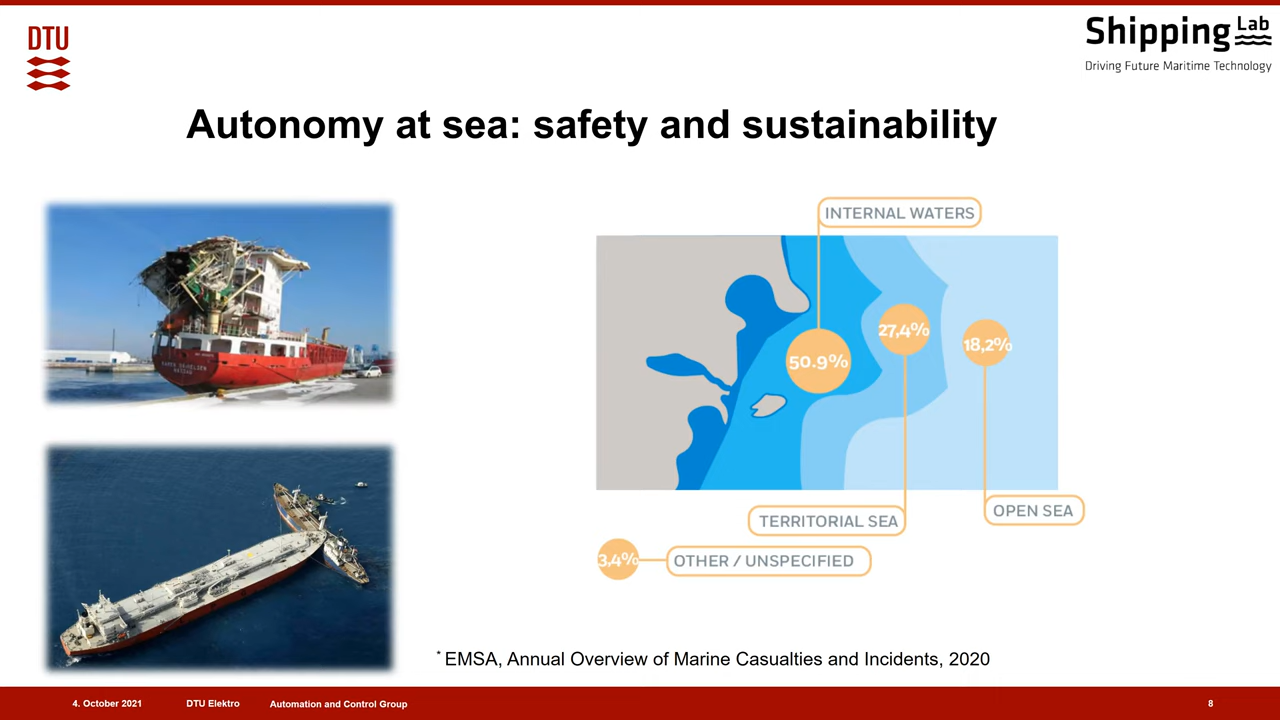 DTU
Shipping Lab
Driving Future Maritime Technology
Autonomy at sea: safety and sustainability
INTERNAL WATERS
50.9%
27,4%
18,2%
TERRITORIAL SEA
OPEN SEA
3,4%
OTHER / UNSPECIFIED
* EMSA, Annual Overview of Marine Casualties and Incidents, 2020
4. October 2021
DTU Elektro
Automation and Control Group
8